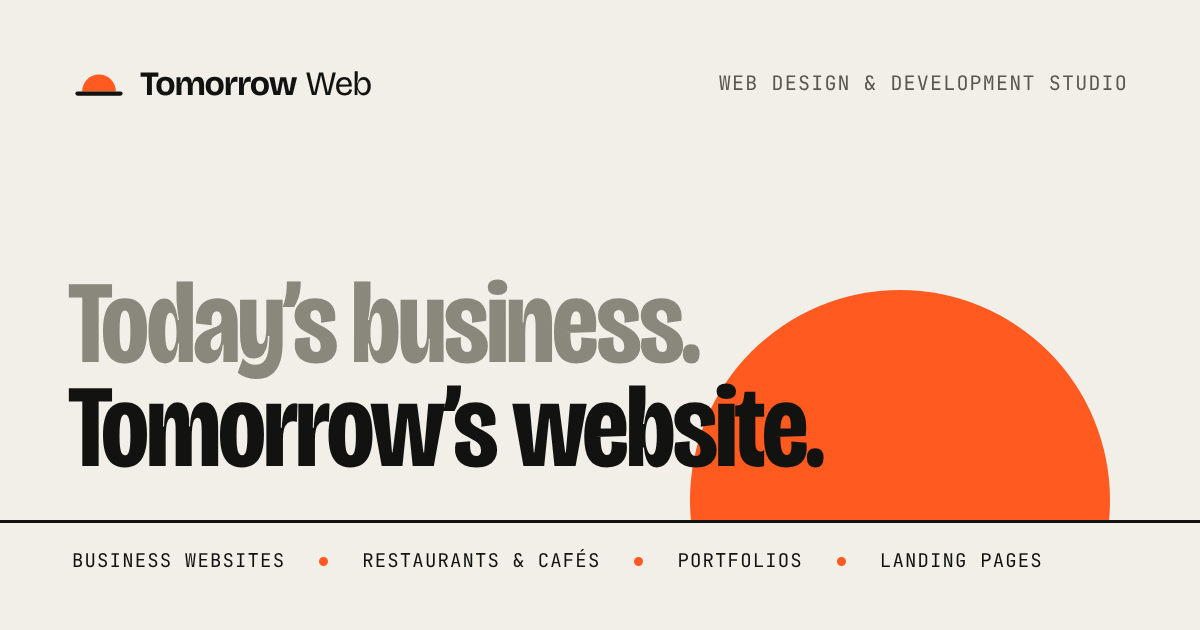 Tomorrow Web
WEB DESIGN & DEVELOPMENT STUDIO
Today’s business.
Tomorrow’s website.
BUSINESS WEBSITES • RESTAURANTS & CAFÉS • PORTFOLIOS • LANDING PAGES